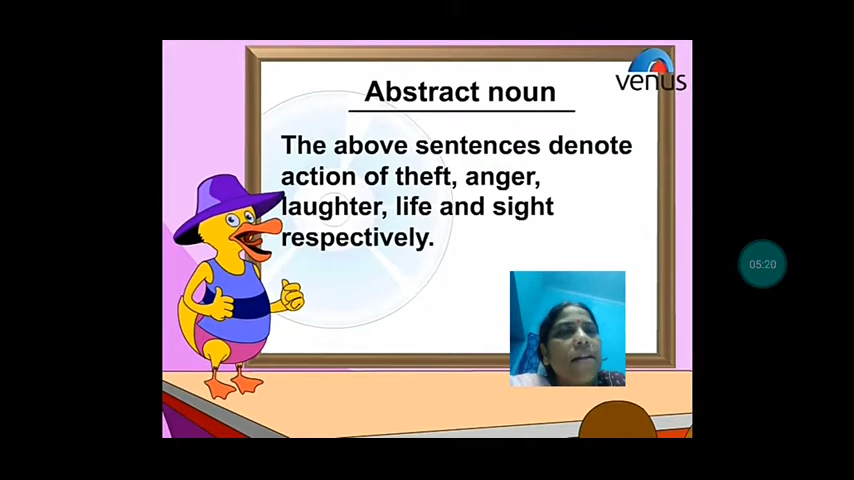 venus
Abstract noun
The above sentences denote
action of theft, anger,
laughter, life and sight
respectively.
05:20